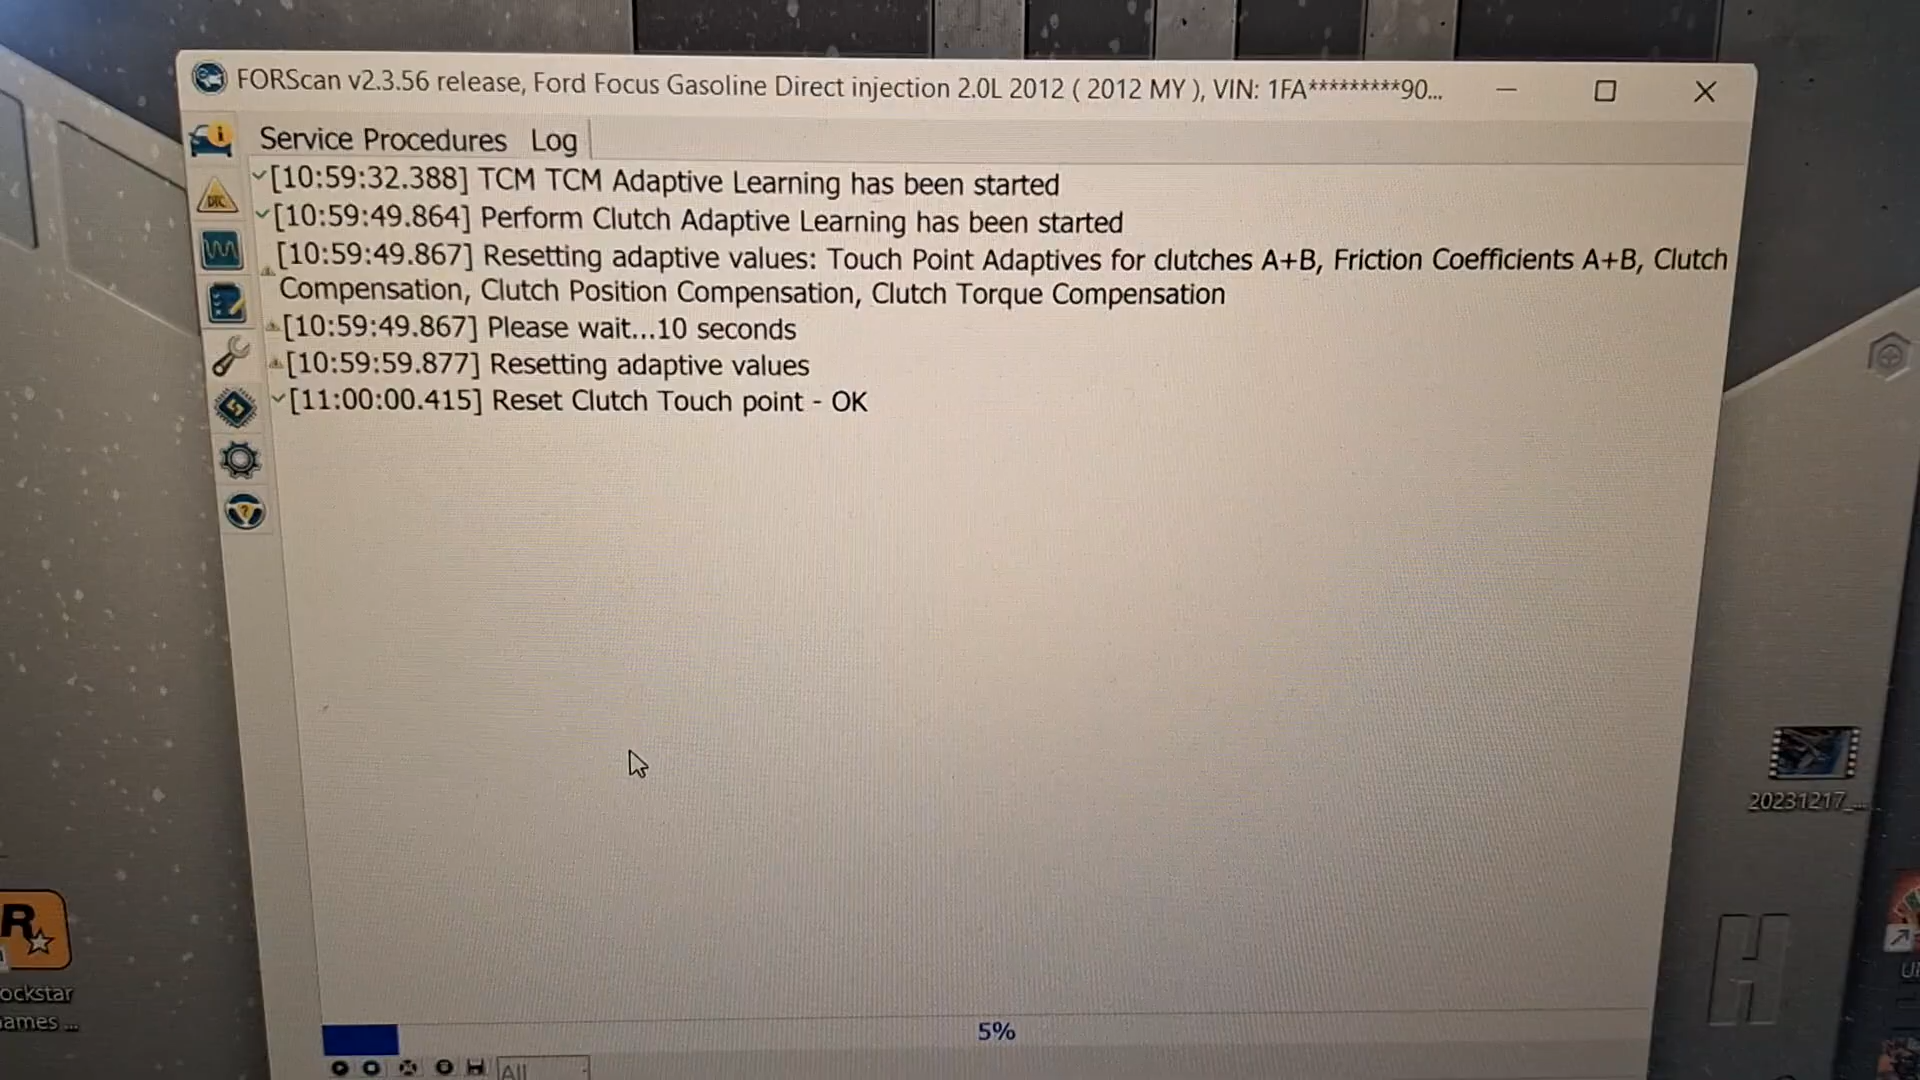 FORScan v2.3.56 release, Ford Focus Gasoline Direct injection 2.0L 2012 ( 2012 MY ), VIN: 1FA*********90...
Service Procedures Log
[10:59:32.388] TCM TCM Adaptive Learning has been started
DTC
[10:59:49.864] Perform Clutch Adaptive Learning has been started
[10:59:49.867] Resetting adaptive values: Touch Point Adaptives for clutches A+B, Friction Coefficients A+B, Clutch
Compensation, Clutch Position Compensation, Clutch Torque Compensation
[10:59:49.867] Please wait...10 seconds
[10:59:59.877] Resetting adaptive values
[11:00:00.415] Reset Clutch Touch point - OK
20231217_...
R
ockstar
ames ...
5%
All